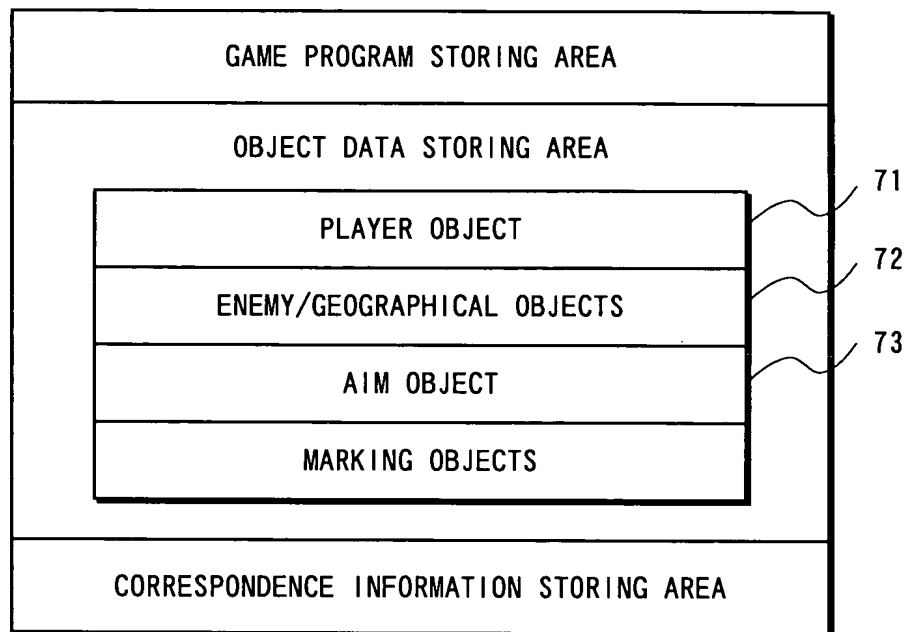 GAME PROGRAM STORING AREA
OBJECT DATA STORING AREA
PLAYER OBJECT
71
ENEMY/GEOGRAPHICAL OBJECTS
72
AIM OBJECT
73
MARKING OBJECTS
CORRESPONDENCE INFORMATION STORING AREA